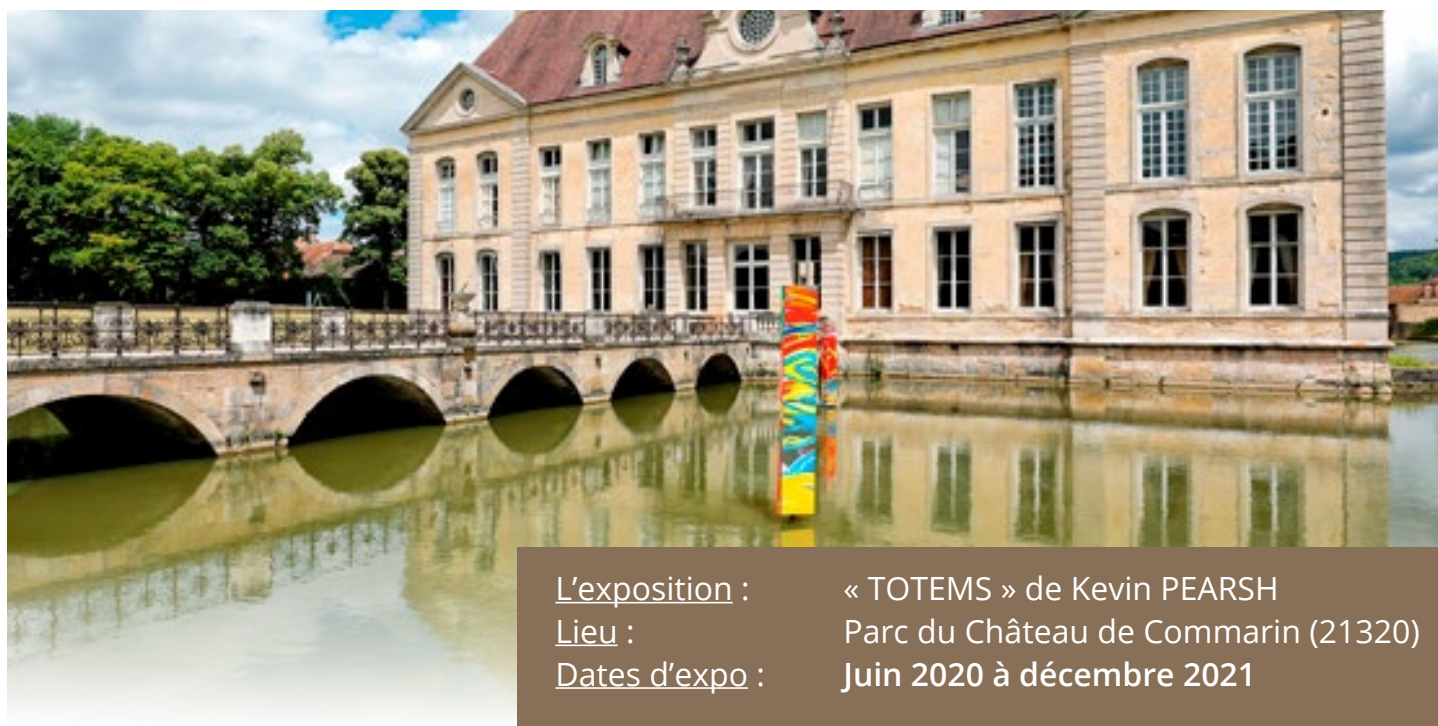 L’exposition : « TOTEMS » de Kevin PEARSH
Lieu : Parc du Château de Commarin (21320)
Dates d’expo : Juin 2020 à décembre 2021